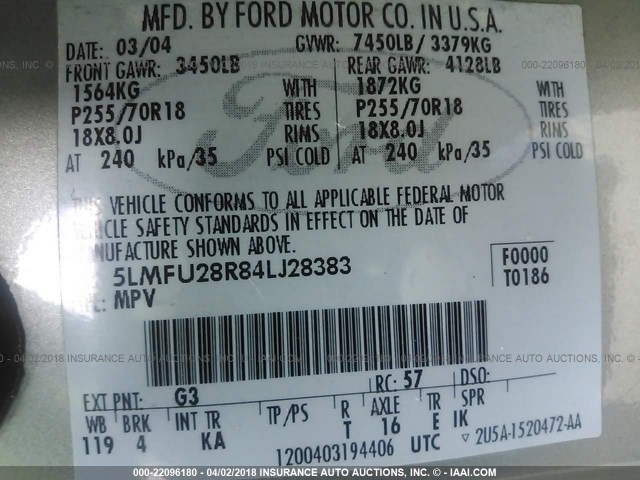 MFD. BY FORD MOTOR CO. IN U.S.A.
DATE: 03/04 GVWR: 7450LB/ 3379KG
FRONT GAWR: 3450LB REAR GAWR: 4128LB
1564KG WITH 1872KG WITH
P255/70R18 TIRES P255/70R18 TIRES
18X8.0J RIMS 18X8.0J RINS
AT 240 kPa/35 PSI COLD AT 240 kPa/35 PSI COLD
Ford
THIS VEHICLE CONFORMS TO ALL APPLICABLE FEDERAL MOTOR
VEHICLE SAFETY STANDARDS IN EFFECT ON THE DATE OF
MANUFACTURE SHOWN ABOVE.
5LMFU28R84LJ28383 F0000
MPV T0186
EXT PNT: G3 RC: 57 DSO:
WB BRK INT TR TP/PS R AXLE TR SPR
119 4 KA T 16 E IK
1200403194406 UTC ▽ 2U5A-1520472-AA
000-22096180 - 04/02/2018 - INSURANCE AUTO AUCTIONS, INC. - © IAAI.COM